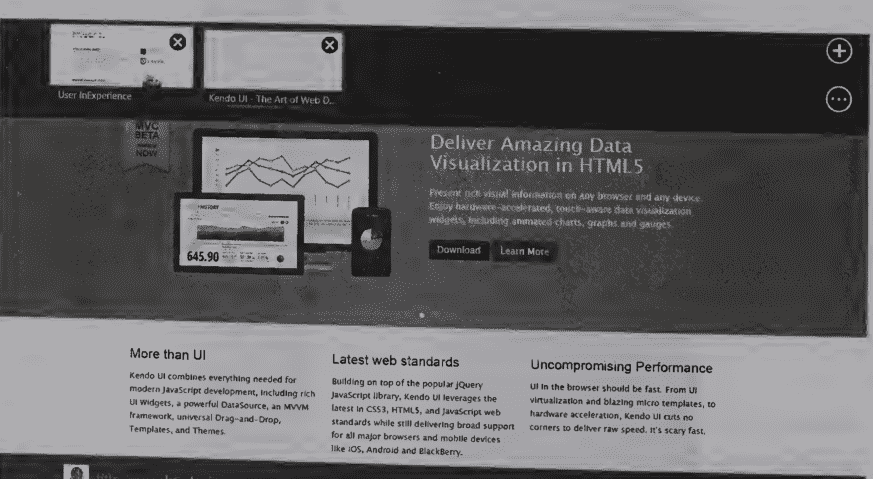 User InExperience
Kendo UI - The Art of Web D...
MVC
BETA
NOW
Deliver Amazing Data
Visualization in HTML5
Present rich visual information on any browser and any device.
Enjoy hardware-accelerated, touch-aware data visualization
widgets, including animated charts, graphs and gauges.
645.90
Download
Learn More
More than UI
Kendo UI combines everything needed for
modern JavaScript development, including rich
UI Widgets, a powerful DataSource, an MVVM
framework, universal Drag-and-Drop,
Templates, and Themes.
Latest web standards
Building on top of the popular jQuery
JavaScript library, Kendo UI leverages the
latest in CSS3, HTML5, and JavaScript web
standards while still delivering broad support
for all major browsers and mobile devices
like iOS, Android and BlackBerry.
Uncompromising Performance
UI in the browser should be fast. From UI
virtualization and blazing micro templates, to
hardware acceleration, Kendo UI cuts no
corners to deliver raw speed. It's scary fast.